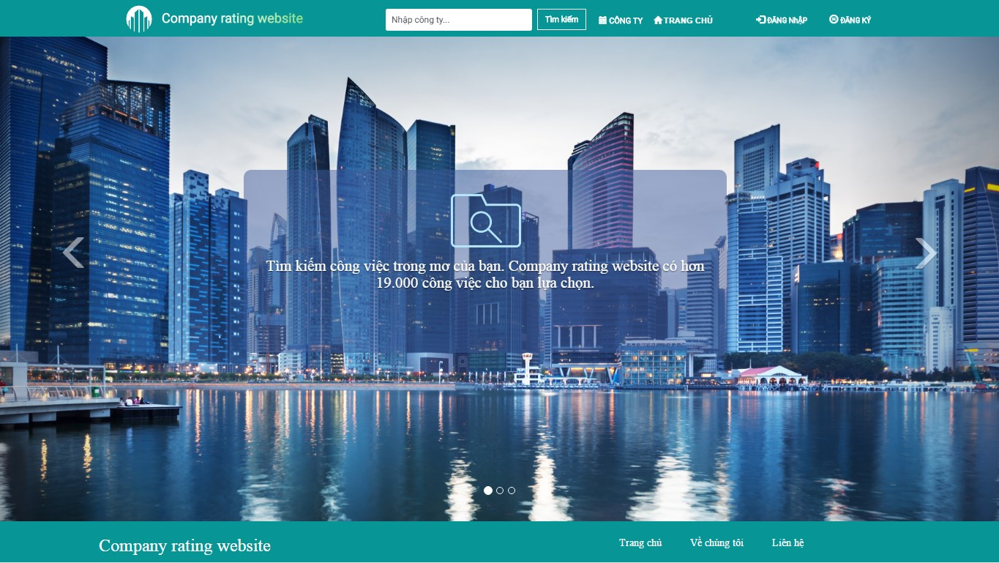 Company rating website
Nhập công ty...
Tìm kiếm
CÔNG TY
TRANG CHỦ
ĐĂNG NHẬP
ĐĂNG KÝ
Tìm kiếm công việc trong mơ của bạn. Company rating website có hơn
19.000 công việc cho bạn lựa chọn.
Company rating website
Trang chủ
Về chúng tôi
Liên hệ